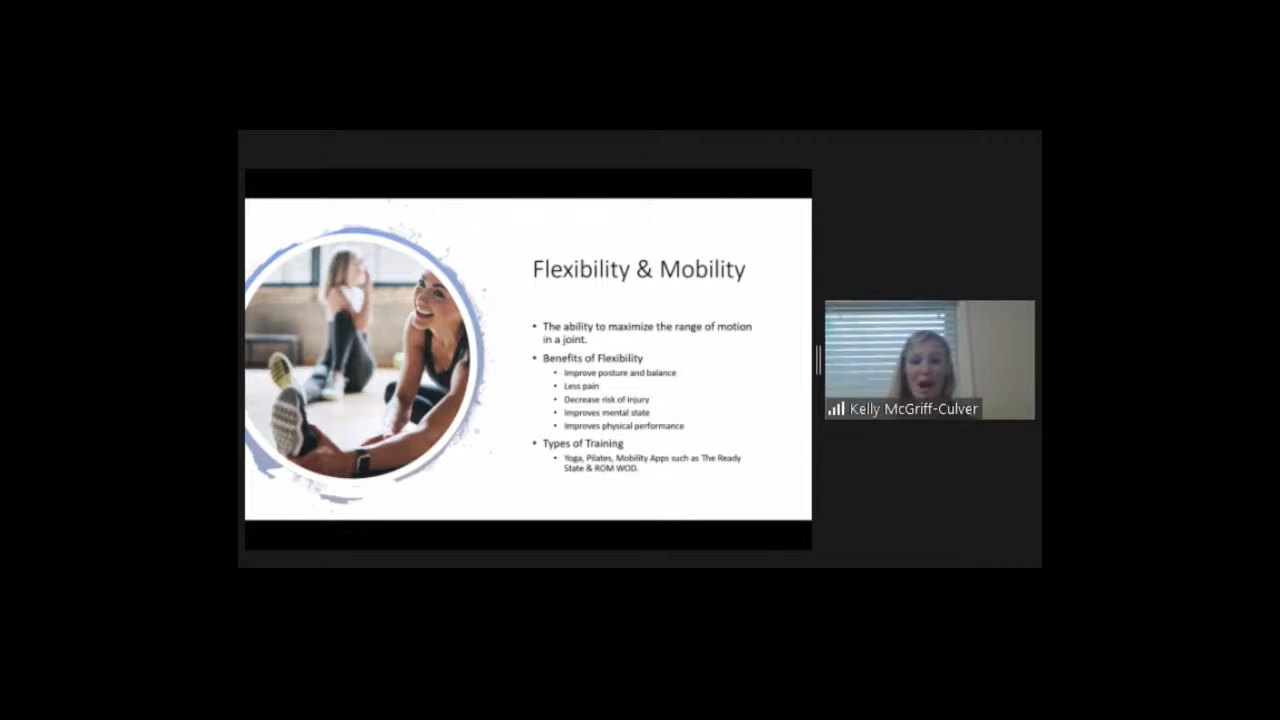 Flexibility & Mobility
• The ability to maximize the range of motion
in a joint.
• Benefits of Flexibility
• Improve posture and balance
• Less pain
• Decrease risk of injury
• Improves mental state
• Improves physical performance
• Types of Training
• Yoga, Pilates, Mobility Apps such as The Ready
State & ROM WOD.
Kelly McGriff-Culver